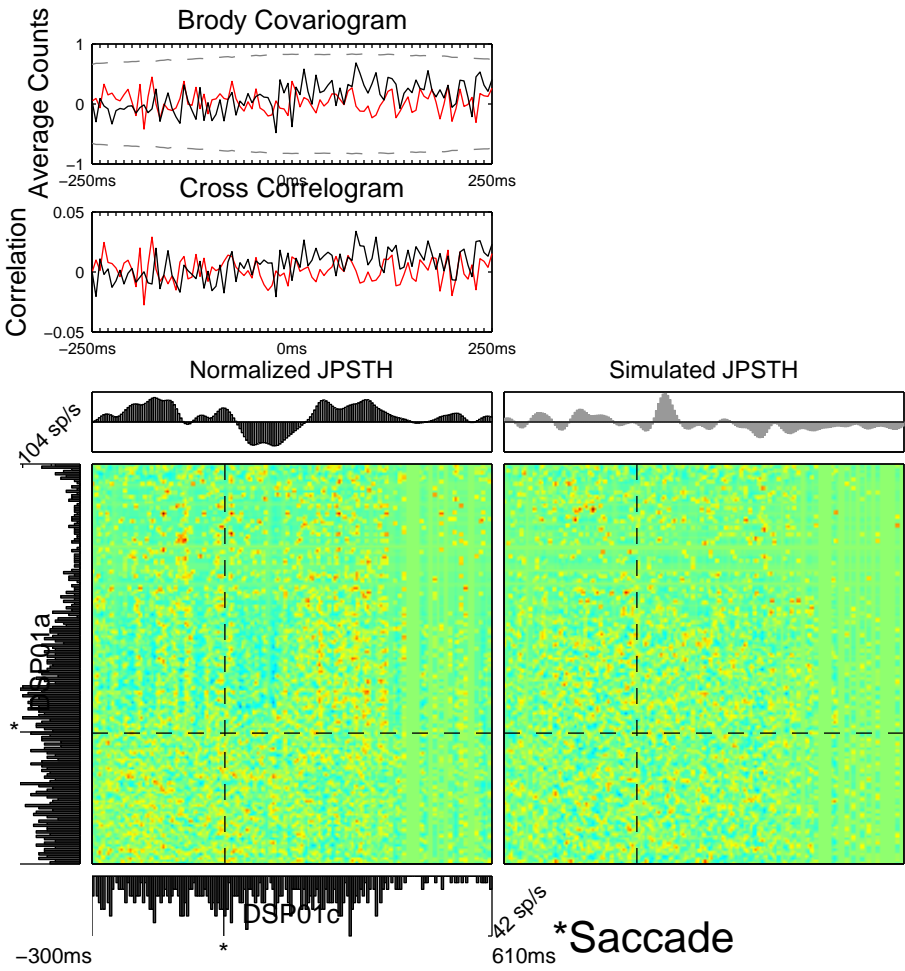 Brody Covariogram
Average Counts
1
0
−1
−250ms
0ms
250ms
Cross Correlogram
Correlation
0.05
0
−0.05
−250ms
0ms
250ms
Normalized JPSTH
Simulated JPSTH
104 sp/s
DSP01a
*
DSP01c
*
42 sp/s
*Saccade
−300ms
610ms